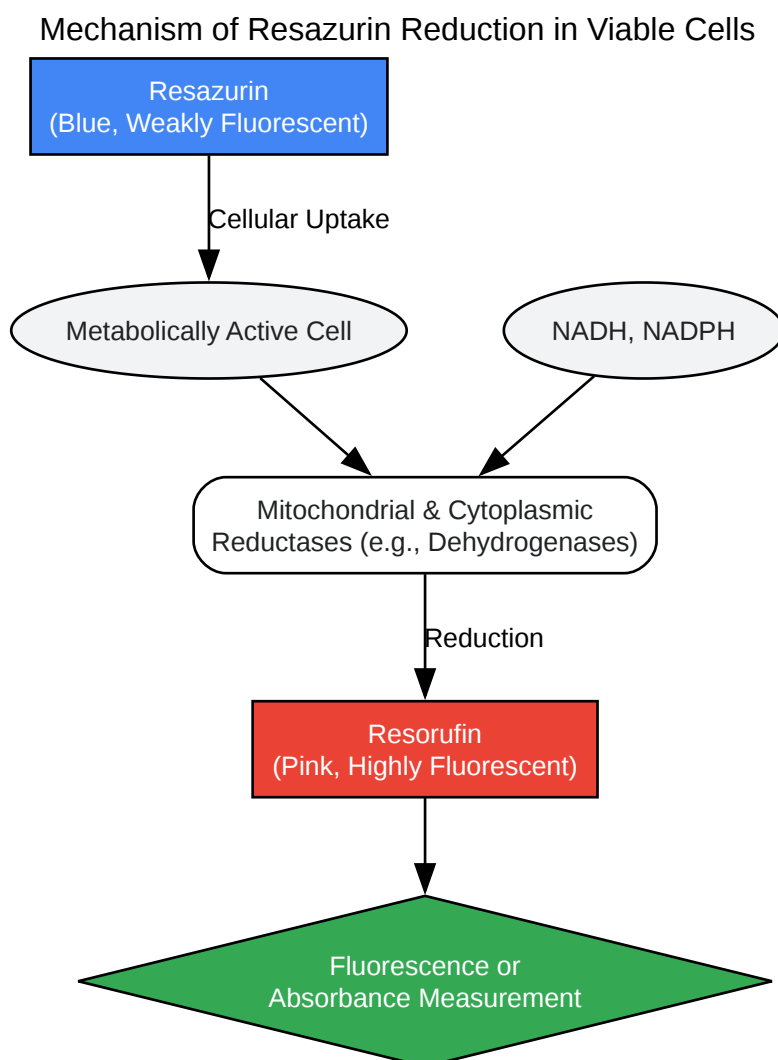 Mechanism of Resazurin Reduction in Viable Cells
Resazurin
(Blue, Weakly Fluorescent)
Cellular Uptake
Metabolically Active Cell
NADH, NADPH
Mitochondrial & Cytoplasmic
Reductases (e.g., Dehydrogenases)
Reduction
Resorufin
(Pink, Highly Fluorescent)
Fluorescence or
Absorbance Measurement